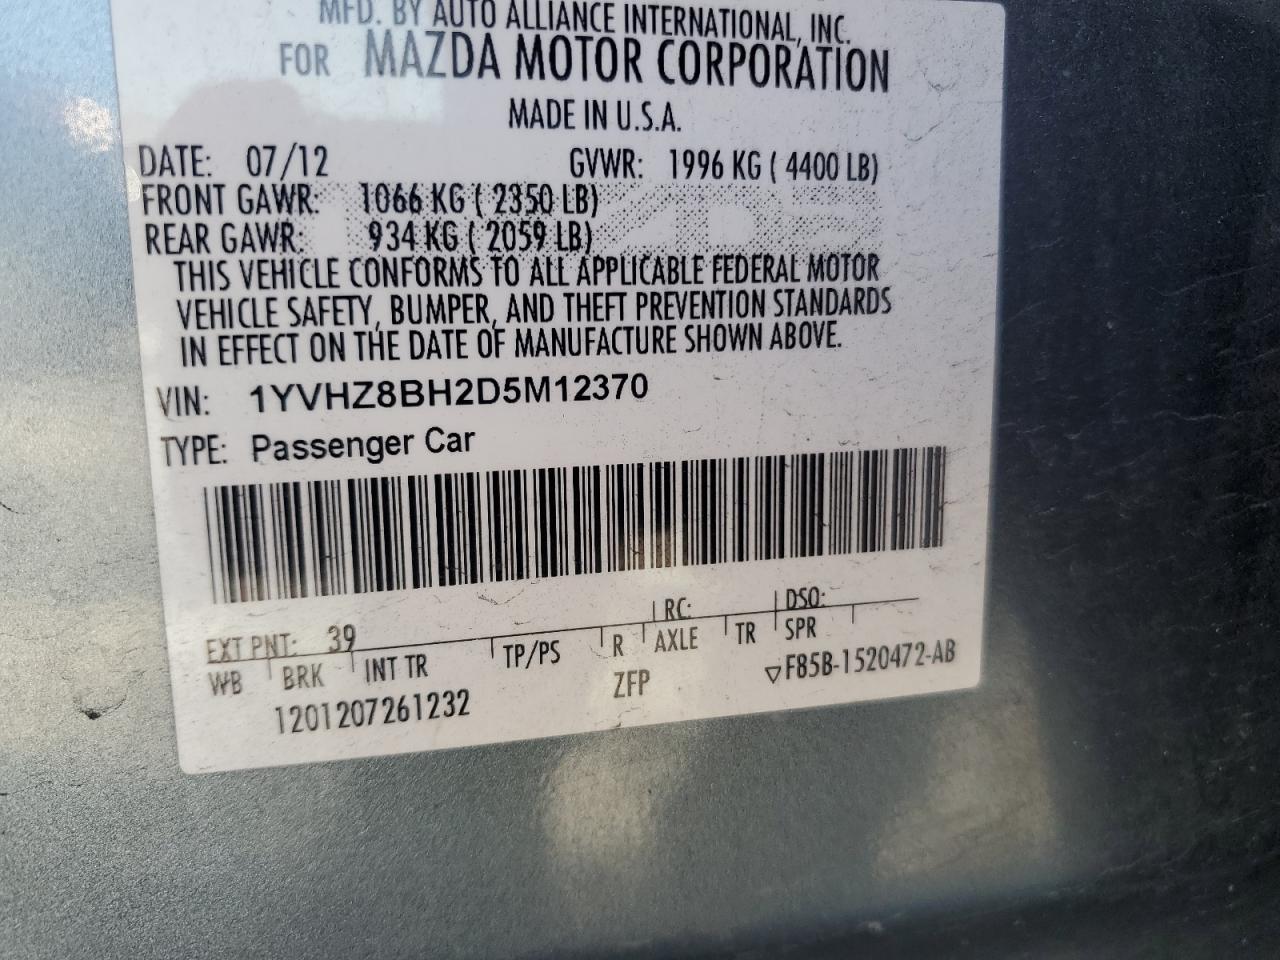 MFD. BY AUTO ALLIANCE INTERNATIONAL, INC.
FOR MAZDA MOTOR CORPORATION
MADE IN U.S.A.
DATE: 07/12 GVWR: 1996 KG ( 4400 LB)
FRONT GAWR: 1066 KG ( 2350 LB)
REAR GAWR: 934 KG ( 2059 LB)
THIS VEHICLE CONFORMS TO ALL APPLICABLE FEDERAL MOTOR
VEHICLE SAFETY, BUMPER, AND THEFT PREVENTION STANDARDS
IN EFFECT ON THE DATE OF MANUFACTURE SHOWN ABOVE.
VIN: 1YVHZ8BH2D5M12370
TYPE: Passenger Car
EXT PNT: 39 RC: DSO:
WB BRK INT TR TP/PS R AXLE TR SPR
1201207261232 ZFP ▽F85B-1520472-AB